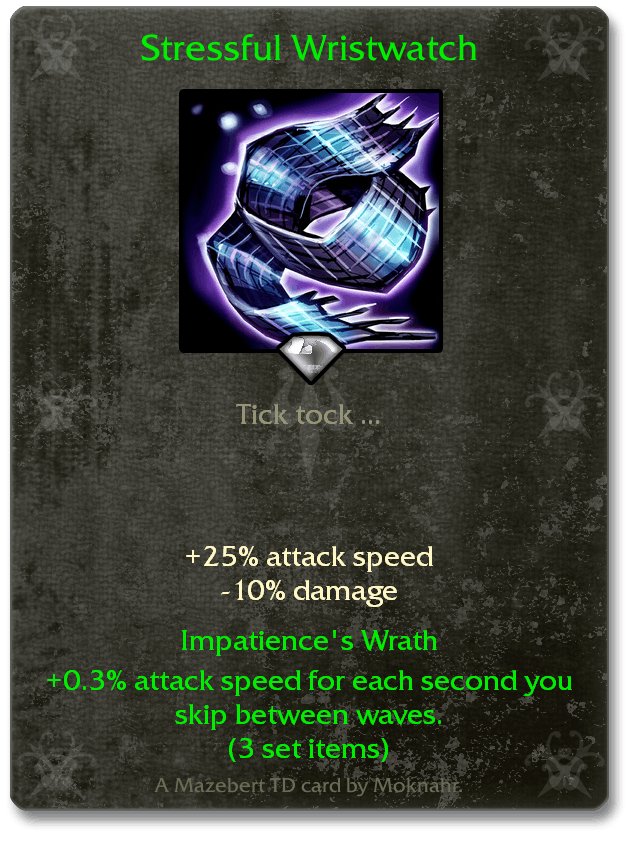 Stressful Wristwatch
Tick tock ...
+25% attack speed
-10% damage
Impatience's Wrath
+0.3% attack speed for each second you
skip between waves.
(3 set items)
A Mazebert TD card by Moknahr.